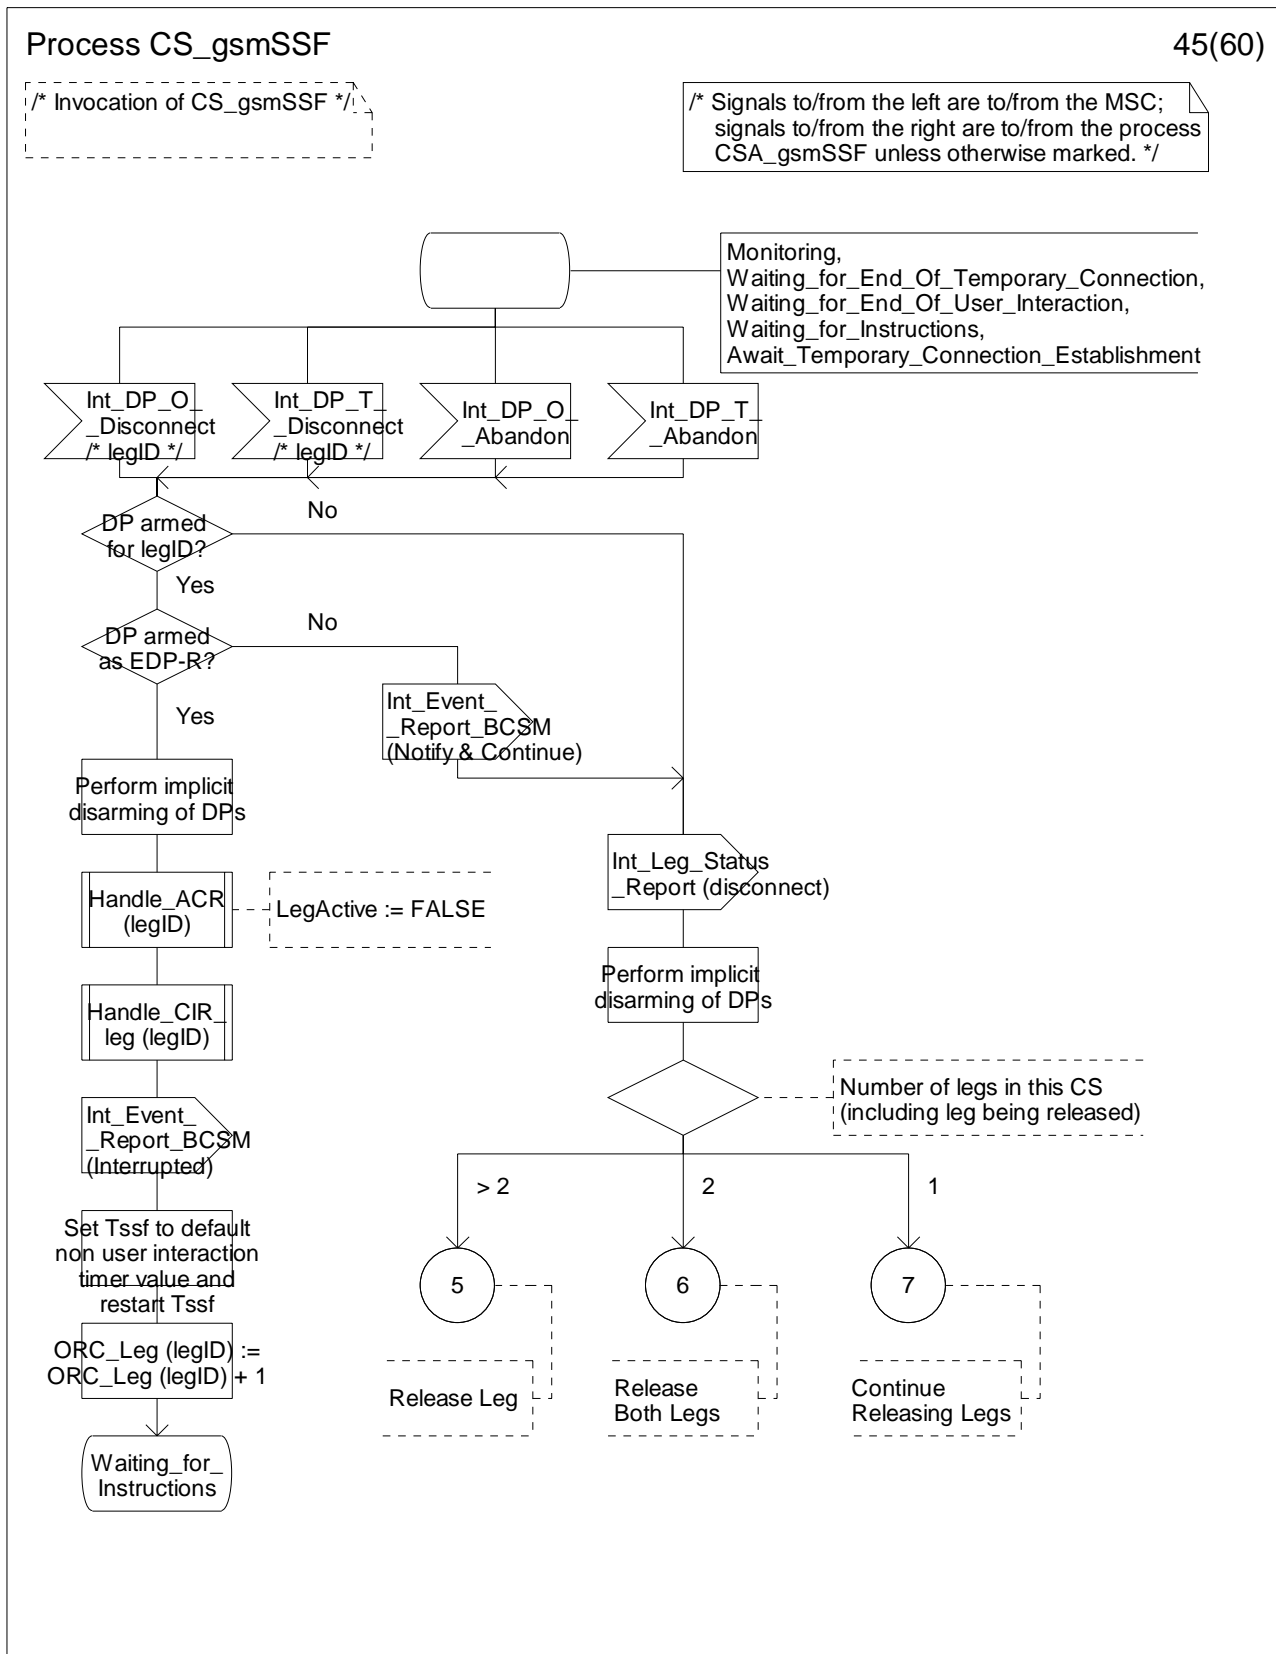 Process CS_gsmSSF
45(60)
/* Invocation of CS_gsmSSF */
/* Signals to/from the left are to/from the MSC;
signals to/from the right are to/from the process
CSA_gsmSSF unless otherwise marked. */
Monitoring,
Waiting_for_End_Of_Temporary_Connection,
Waiting_for_End_Of_User_Interaction,
Waiting_for_Instructions,
Await_Temporary_Connection_Establishment
Int_DP_O_
_Disconnect
/* legID */
Int_DP_T_
_Disconnect
/* legID */
Int_DP_O_
_Abandon
Int_DP_T_
_Abandon
DP armed
for legID?
No
Yes
DP armed
as EDP-R?
No
Yes
Int_Event_
_Report_BCSM
(Notify & Continue)
Perform implicit
disarming of DPs
Int_Leg_Status
_Report (disconnect)
Handle_ACR
(legID)
LegActive := FALSE
Perform implicit
disarming of DPs
Handle_CIR_
leg (legID)
Number of legs in this CS
(including leg being released)
Int_Event_
_Report_BCSM
(Interrupted)
> 2
2
1
Set Tssf to default
non user interaction
timer value and
restart Tssf
5
6
7
ORC_Leg (legID) :=
ORC_Leg (legID) + 1
Release Leg
Release
Both Legs
Continue
Releasing Legs
Waiting_for_
Instructions